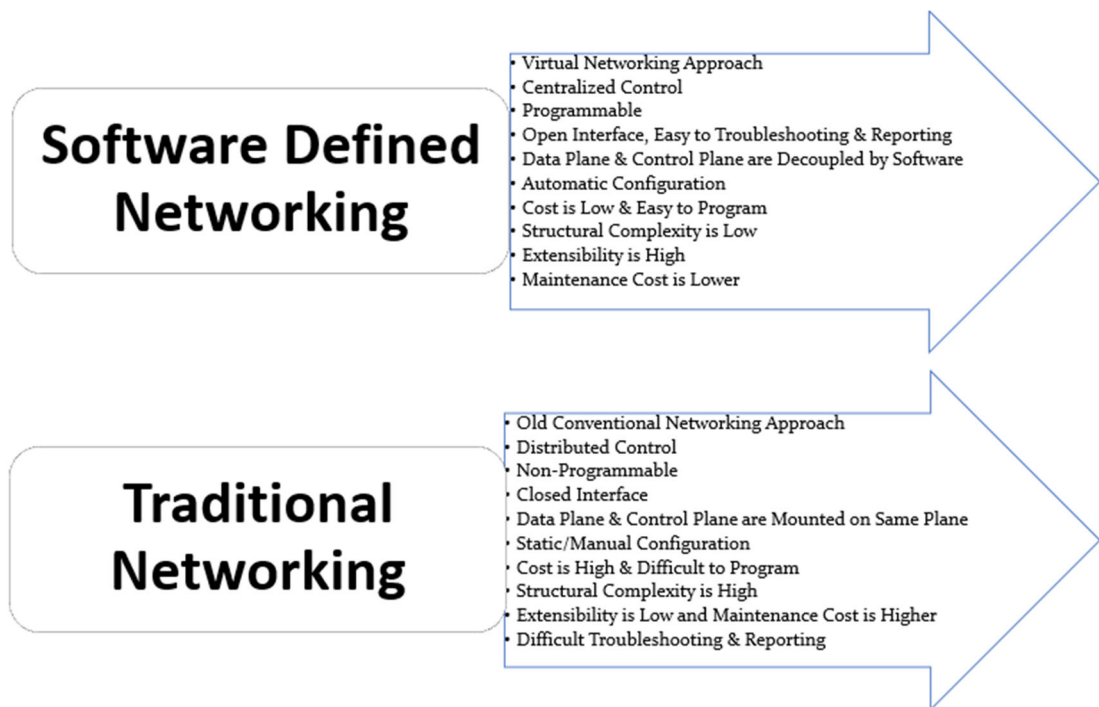 Software Defined
Networking
• Virtual Networking Approach
• Centralized Control
• Programmable
• Open Interface, Easy to Troubleshooting & Reporting
• Data Plane & Control Plane are Decoupled by Software
• Automatic Configuration
• Cost is Low & Easy to Program
• Structural Complexity is Low
• Extensibility is High
• Maintenance Cost is Lower
Traditional
Networking
• Old Conventional Networking Approach
• Distributed Control
• Non-Programmable
• Closed Interface
• Data Plane & Control Plane are Mounted on Same Plane
• Static/Manual Configuration
• Cost is High & Difficult to Program
• Structural Complexity is High
• Extensibility is Low and Maintenance Cost is Higher
• Difficult Troubleshooting & Reporting